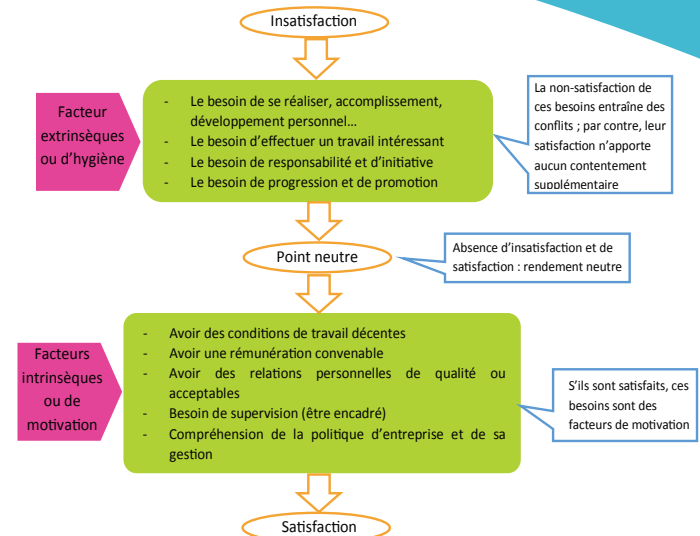 Insatisfaction
Facteur
extrinsèques
ou d'hygiène
- Le besoin de se réaliser, accomplissement,
développement personnel...
- Le besoin d'effectuer un travail intéressant
- Le besoin de responsabilité et d'initiative
- Le besoin de progression et de promotion
La non-satisfaction de
ces besoins entraîne des
conflits ; par contre, leur
satisfaction n'apporte
aucun contentement
supplémentaire
Point neutre
Absence d'insatisfaction et de
satisfaction : rendement neutre
Facteurs
intrinsèques
ou de
motivation
- Avoir des conditions de travail décentes
- Avoir une rémunération convenable
- Avoir des relations personnelles de qualité ou
acceptables
- Besoin de supervision (être encadré)
- Compréhension de la politique d'entreprise et de sa
gestion
S'ils sont satisfaits, ces
besoins sont des
facteurs de motivation
Satisfaction